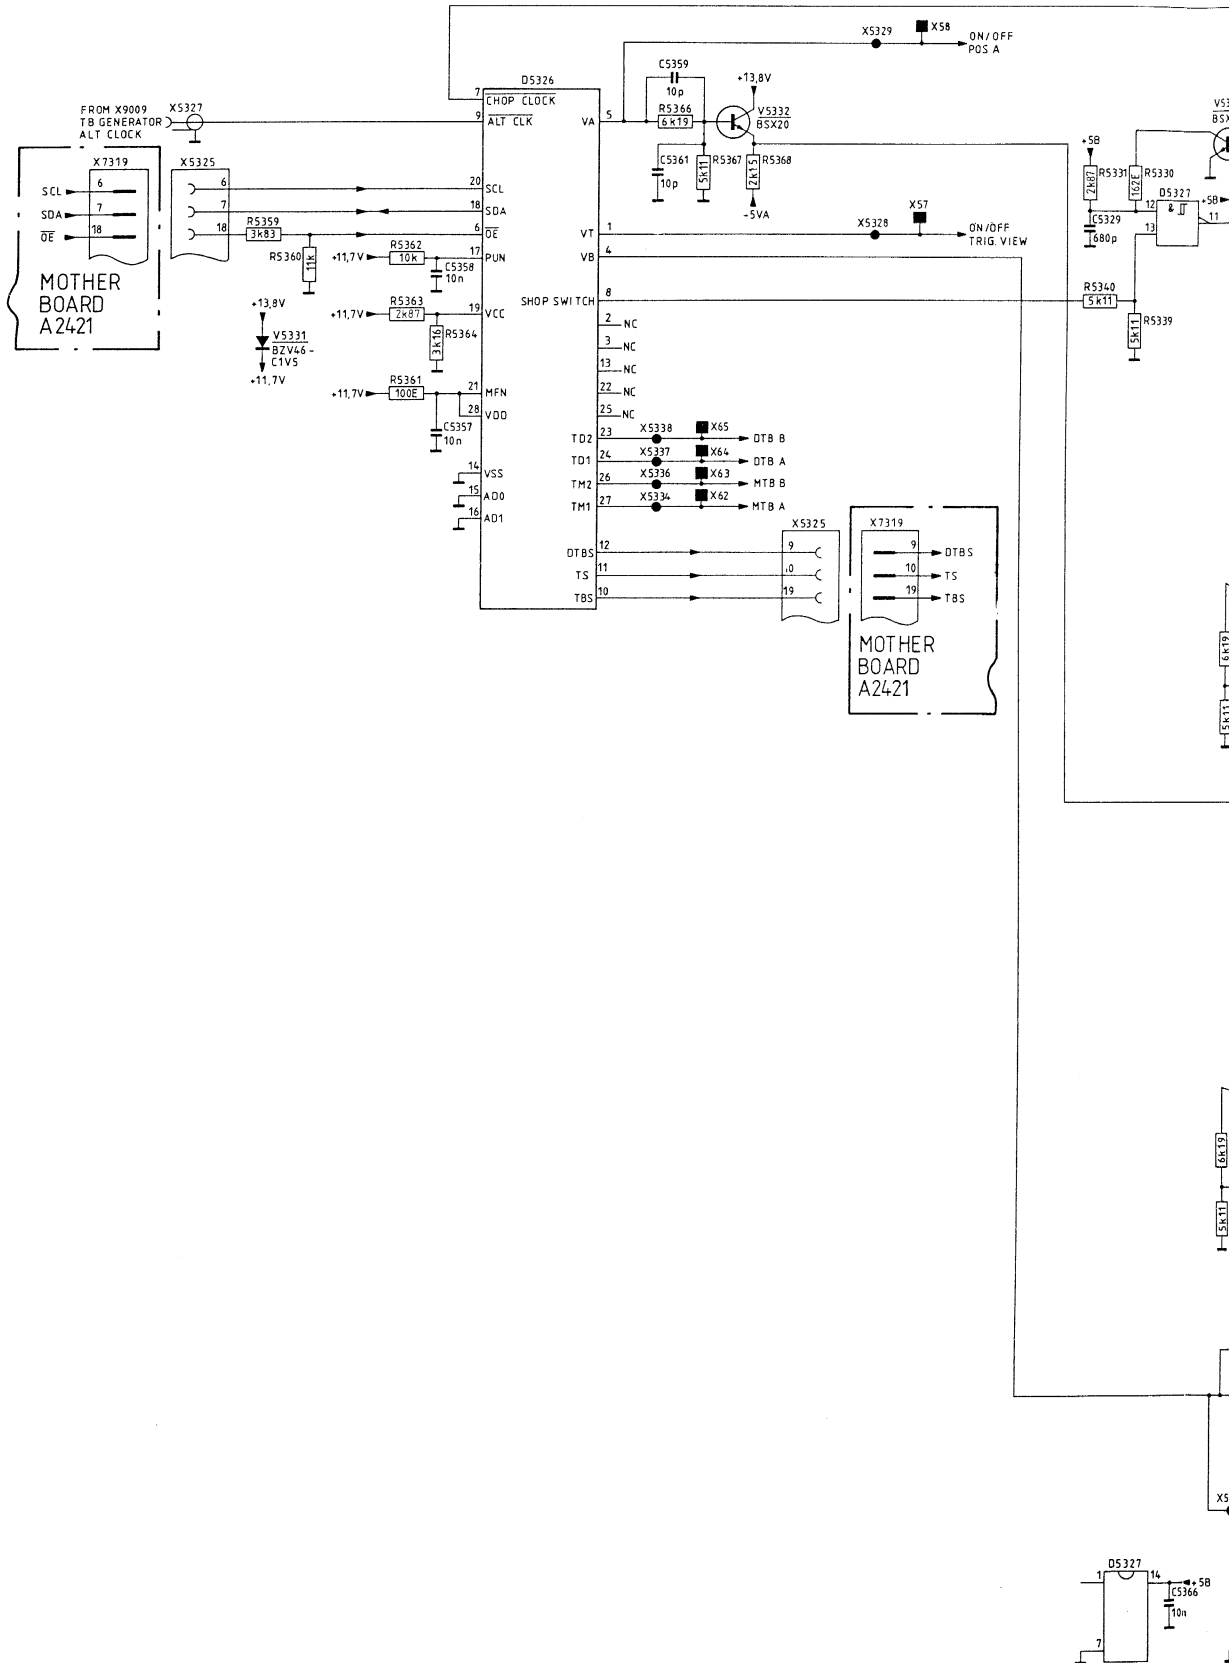 X5329
X58
ON/OFF
POS A
C5359
10p
+13,8V
D5326
7
CHOP CLOCK
FROM X9009
TB GENERATOR
ALT CLOCK
X5327
9
ALT CLK
VA
5
R5366
6k19
V5332
BSX20
C5361
10p
5k11
R5367
2k15
R5368
-5VA
+5B
2k87
R5331
162E
R5330
D5327
12
&
+5B
11
13
C5329
680p
X7319
X5325
SCL
6
6
20
SCL
SDA
7
7
18
SDA
OE
18
18
R5359
3k83
6
OE
R5360
11k
X57
VT
1
X5328
ON/OFF
TRIG. VIEW
VB
4
+11,7V
R5362
10k
17
PUN
C5358
10n
MOTHER
BOARD
A2421
+13,8V
V5331
BZV46-
C1V5
+11,7V
+11,7V
R5363
2k87
19
VCC
3k16
R5364
SHOP SWITCH
8
R5340
5k11
5k11
R5339
2
NC
3
NC
13
NC
22
NC
25
NC
+11,7V
R5361
100E
21
MFN
28
VDD
C5357
10n
TD2
23
X5338
X65
DTB B
TD1
24
X5337
X64
DTB A
TM2
26
X5336
X63
MTB B
TM1
27
X5334
X62
MTB A
14
VSS
15
AD0
16
AD1
X5325
X7319
DTBS
12
9
9
DTBS
TS
11
10
TS
TBS
10
19
19
TBS
MOTHER
BOARD
A2421
6k19
5k11
6k19
5k11
D5327
1
14
+5B
C5366
10n
7